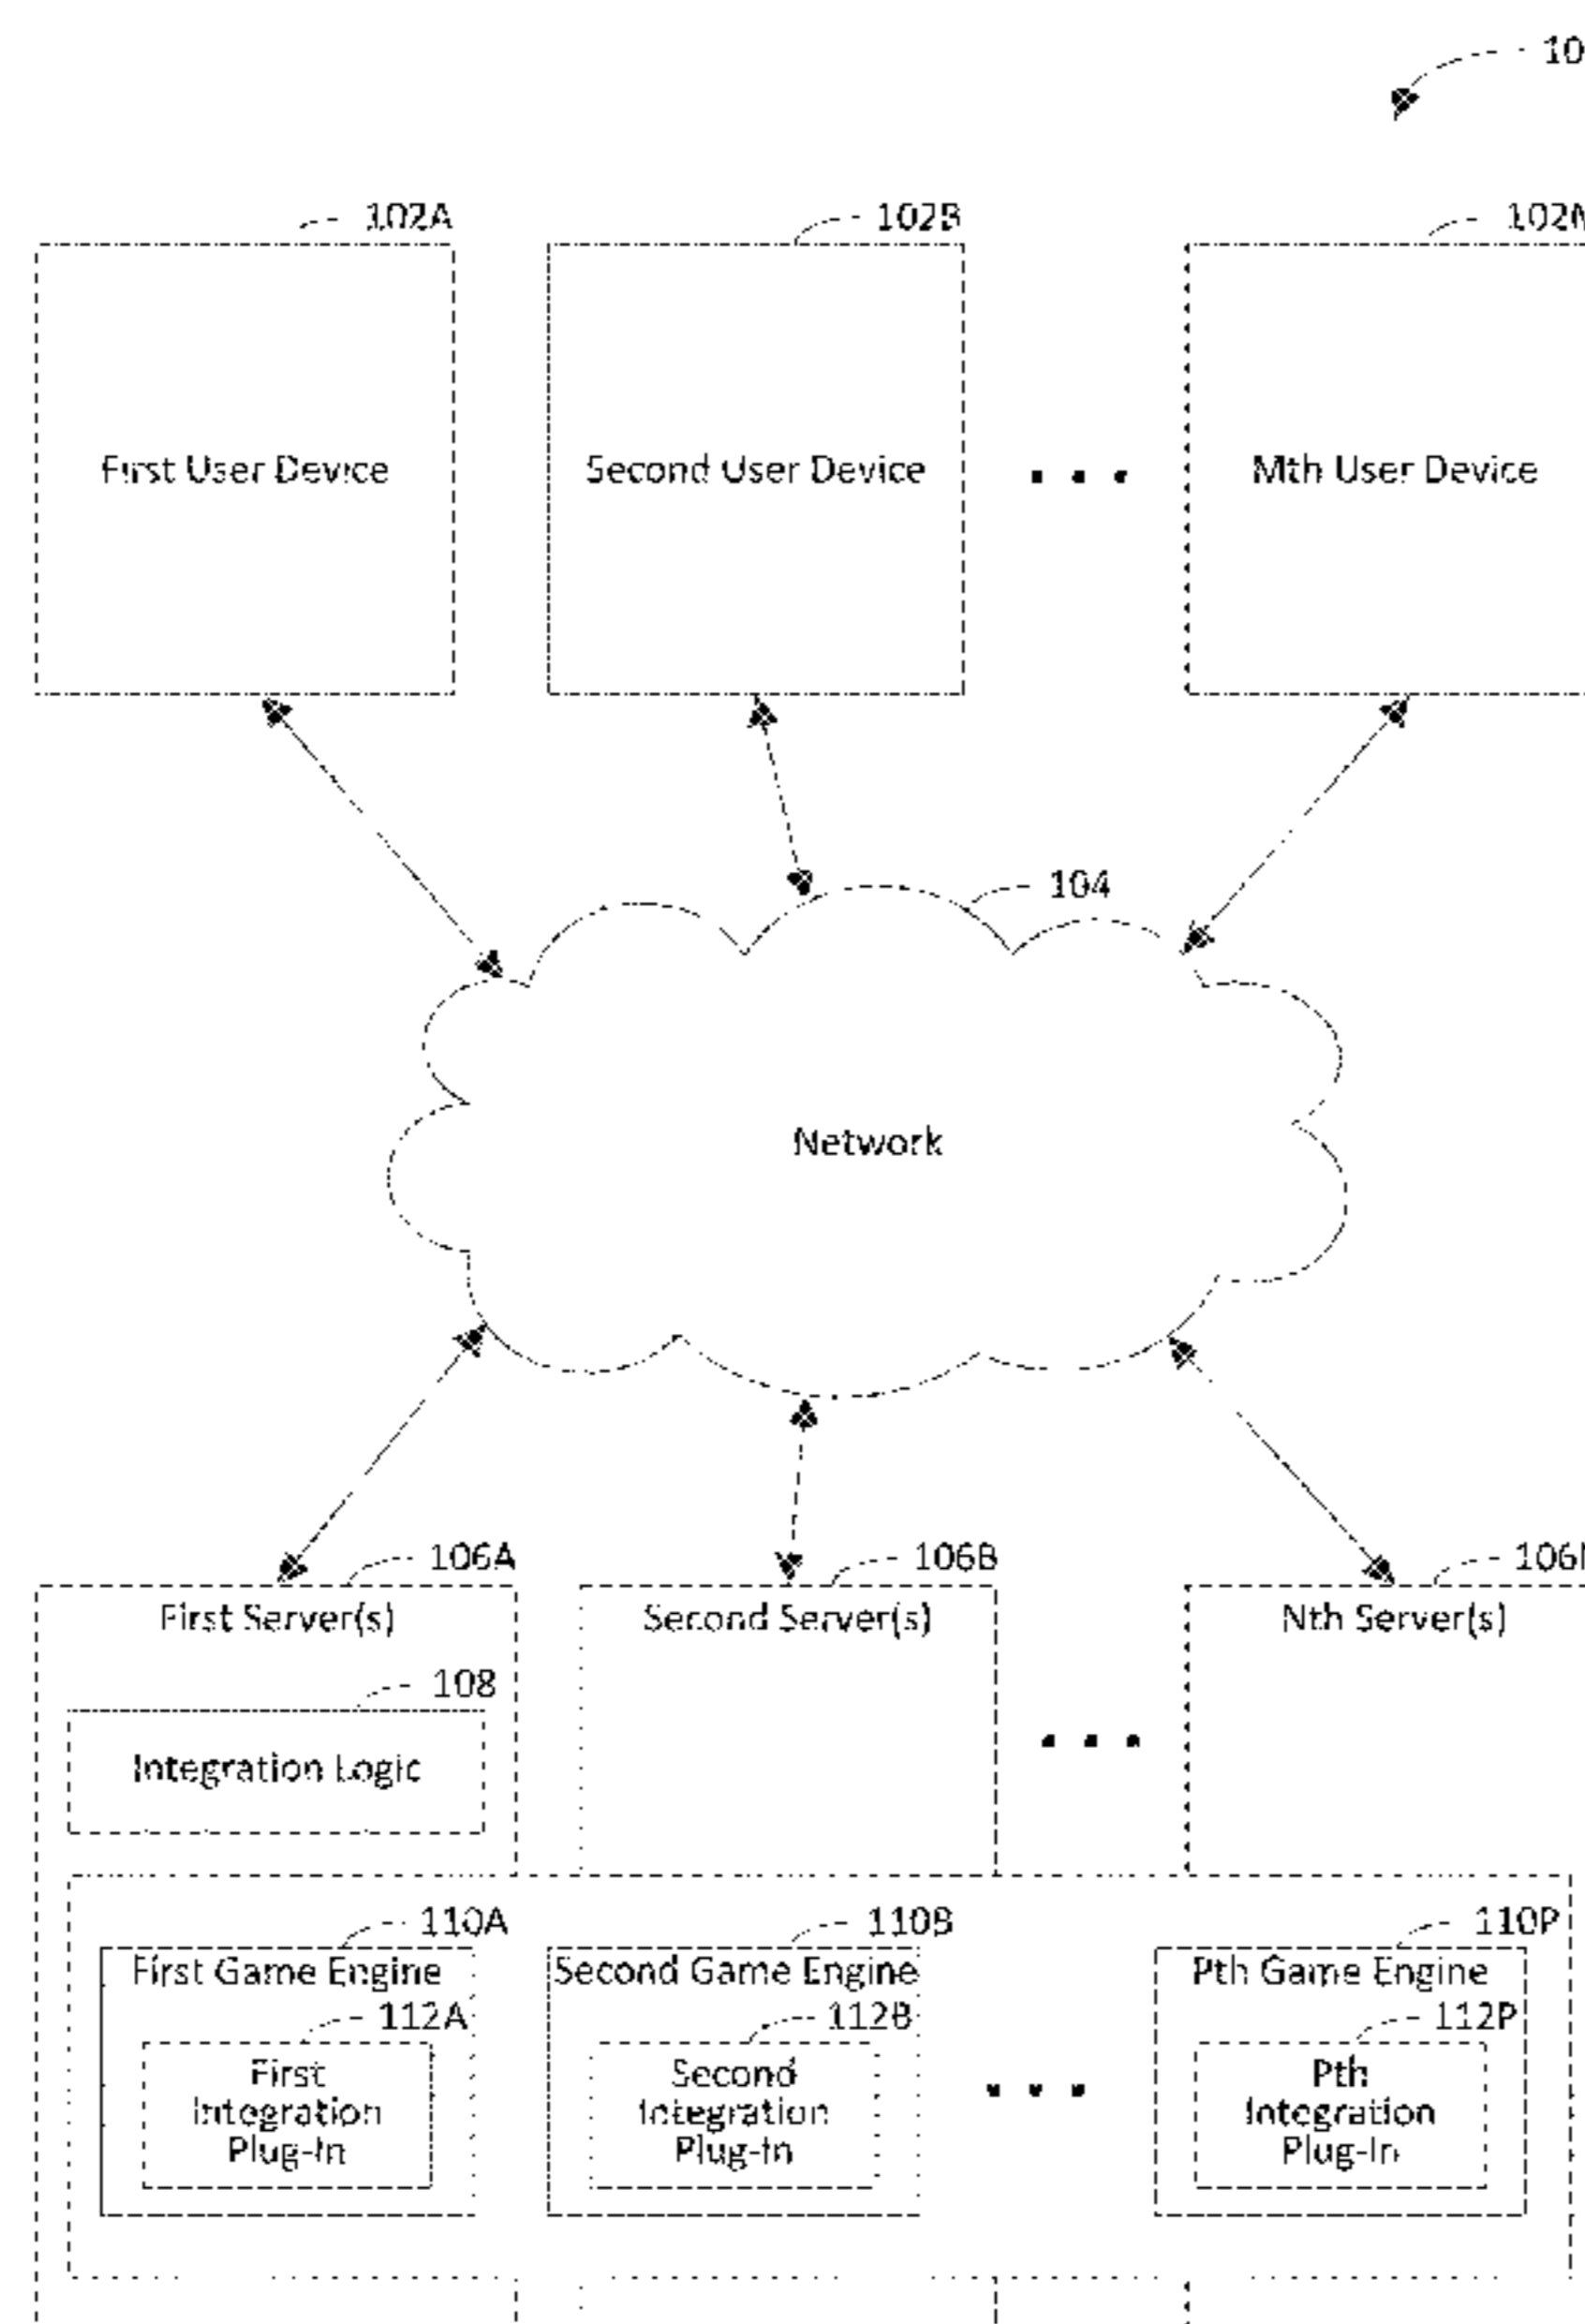 10
102A 102B 102M
First User Device Second User Device Mth User Device
104
Network
106A 106B 106N
First Server(s) Second Server(s) Nth Server(s)
108
Integration Logic
110A 110B 110P
First Game Engine Second Game Engine Pth Game Engine
112A 112B 112P
First Second Pth
Integration Integration Integration
Plug-In Plug-In Plug-In